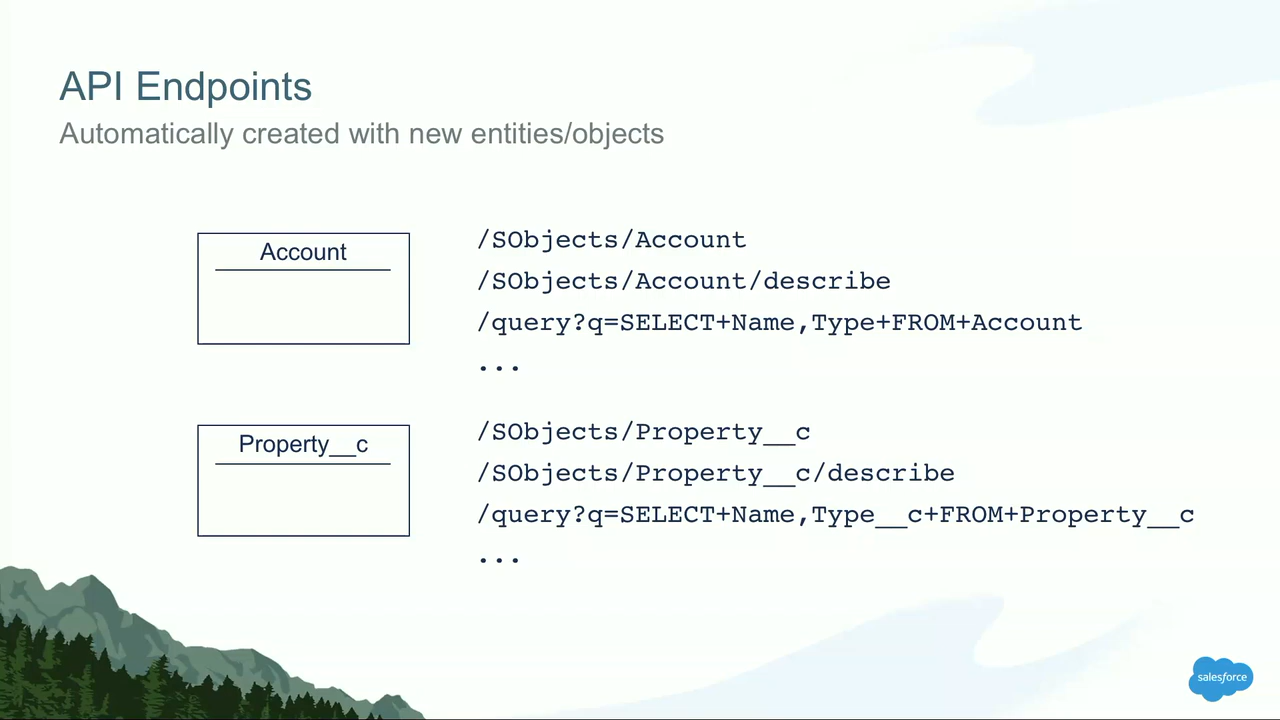 API Endpoints
Automatically created with new entities/objects
Account
/SObjects/Account
/SObjects/Account/describe
/query?q=SELECT+Name,Type+FROM+Account
...
Property__c
/SObjects/Property__c
/SObjects/Property__c/describe
/query?q=SELECT+Name,Type__c+FROM+Property__c
...
salesforce